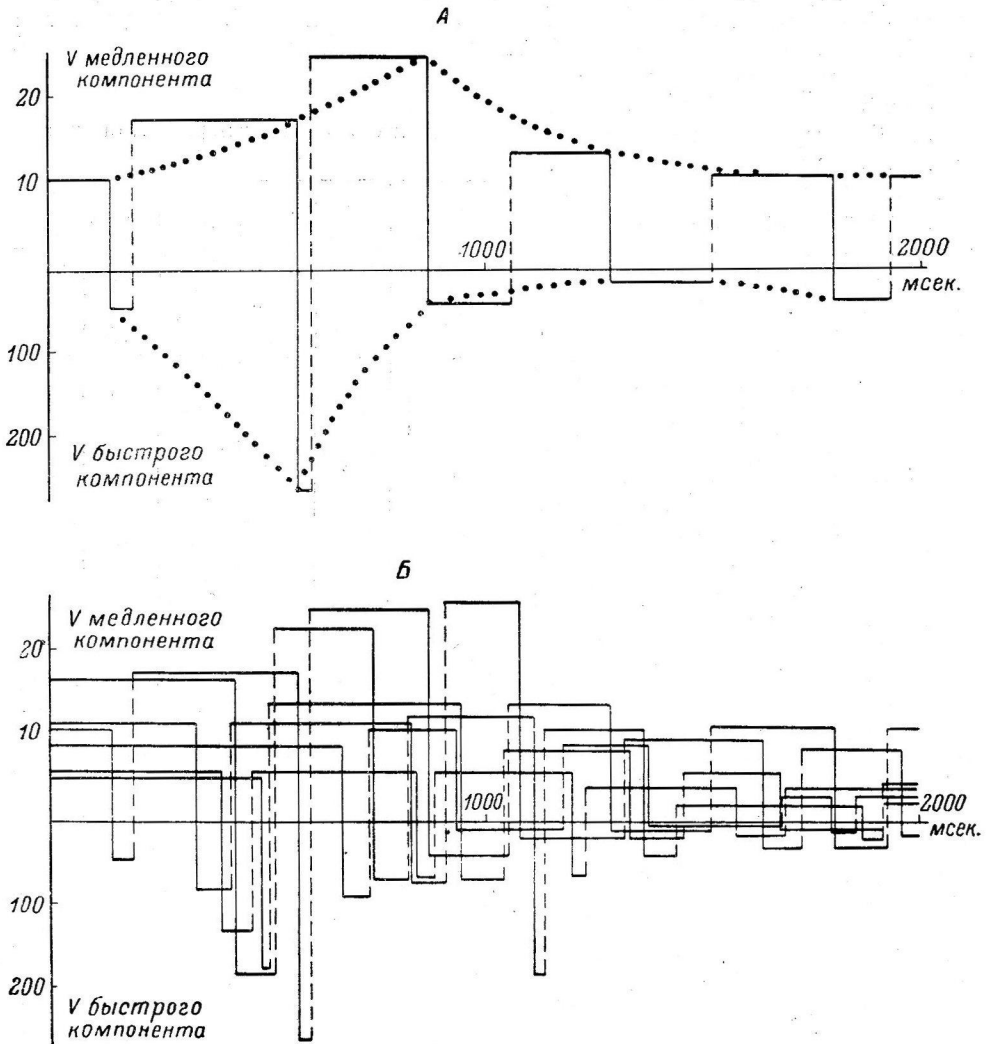 А
V медленного
компонента
20
10
1000
2000
мсек.
100
200
V быстрого
компонента
Б
V медленного
компонента
20
10
1000
2000
мсек.
100
200
V быстрого
компонента